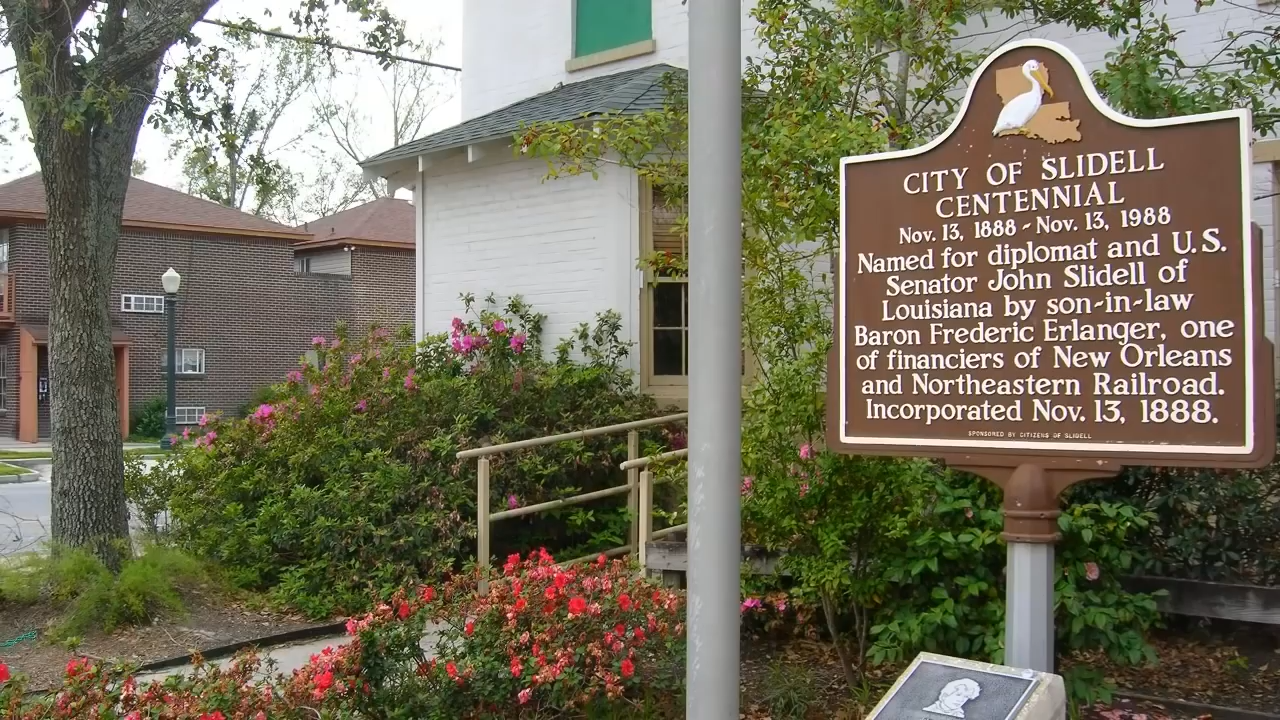 CITY OF SLIDELL
CENTENNIAL
Nov. 13, 1888 - Nov. 13, 1988
Named for diplomat and U.S.
Senator John Slidell of
Louisiana by son-in-law
Baron Frederic Erlanger, one
of financiers of New Orleans
and Northeastern Railroad.
Incorporated Nov. 13, 1888.
SPONSORED BY CITIZENS OF SLIDELL